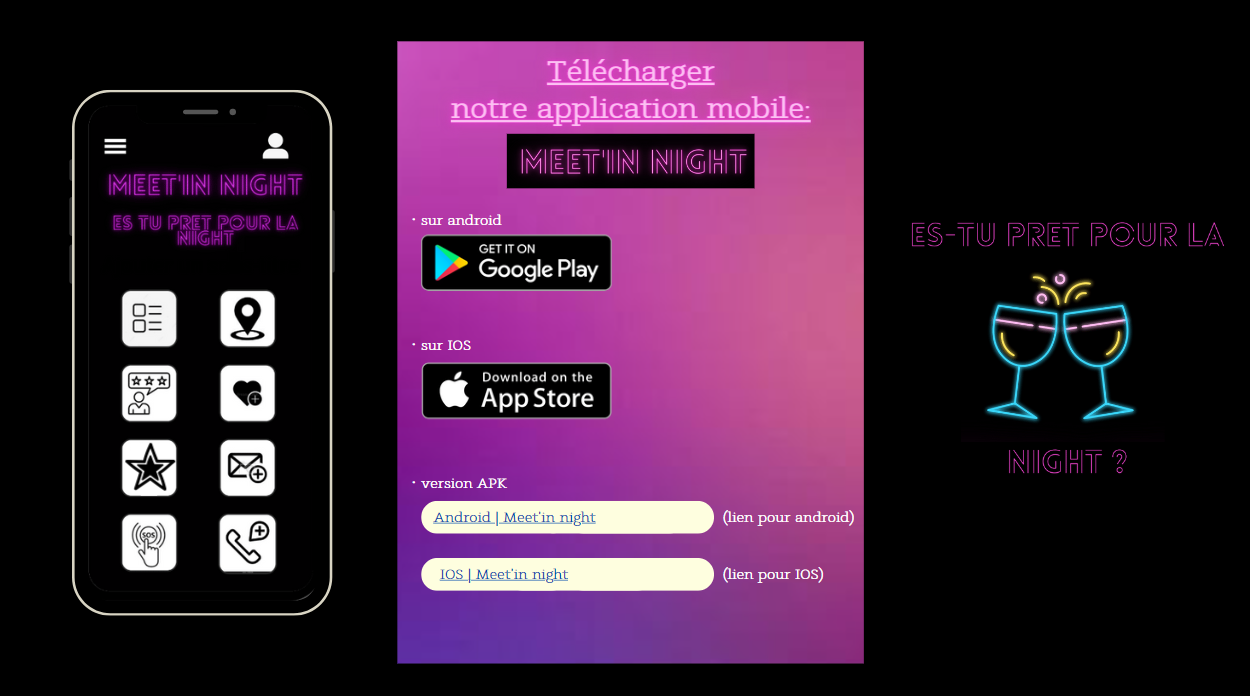 MEET'IN NIGHT
ES TU PRET POUR LA
NIGHT
SOS
Télécharger
notre application mobile:
MEET'IN NIGHT
· sur android
GET IT ON
Google Play
· sur IOS
Download on the
App Store
· version APK
Android | Meet'in night (lien pour android)
IOS | Meet'in night (lien pour IOS)
ES-TU PRET POUR LA
NIGHT ?